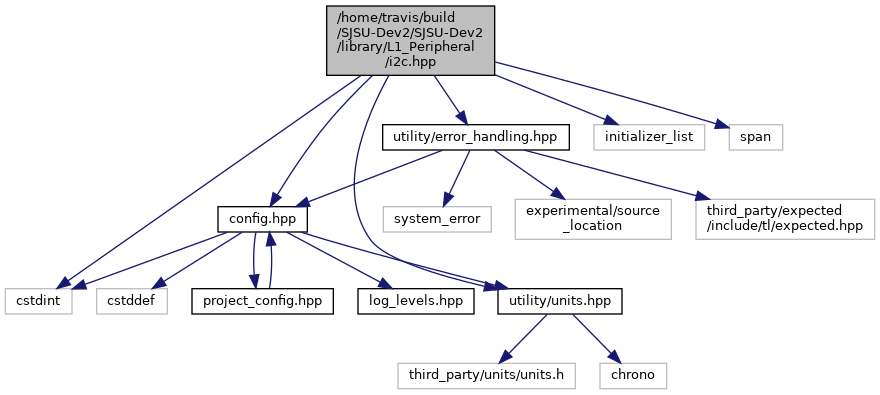 /home/travis/build
/SJSU-Dev2/SJSU-Dev2
/library/L1_Peripheral
/i2c.hpp
utility/error_handling.hpp
initializer_list
span
config.hpp
system_error
experimental/source
_location
third_party/expected
/include/tl/expected.hpp
cstdint
cstddef
project_config.hpp
log_levels.hpp
utility/units.hpp
third_party/units/units.h
chrono